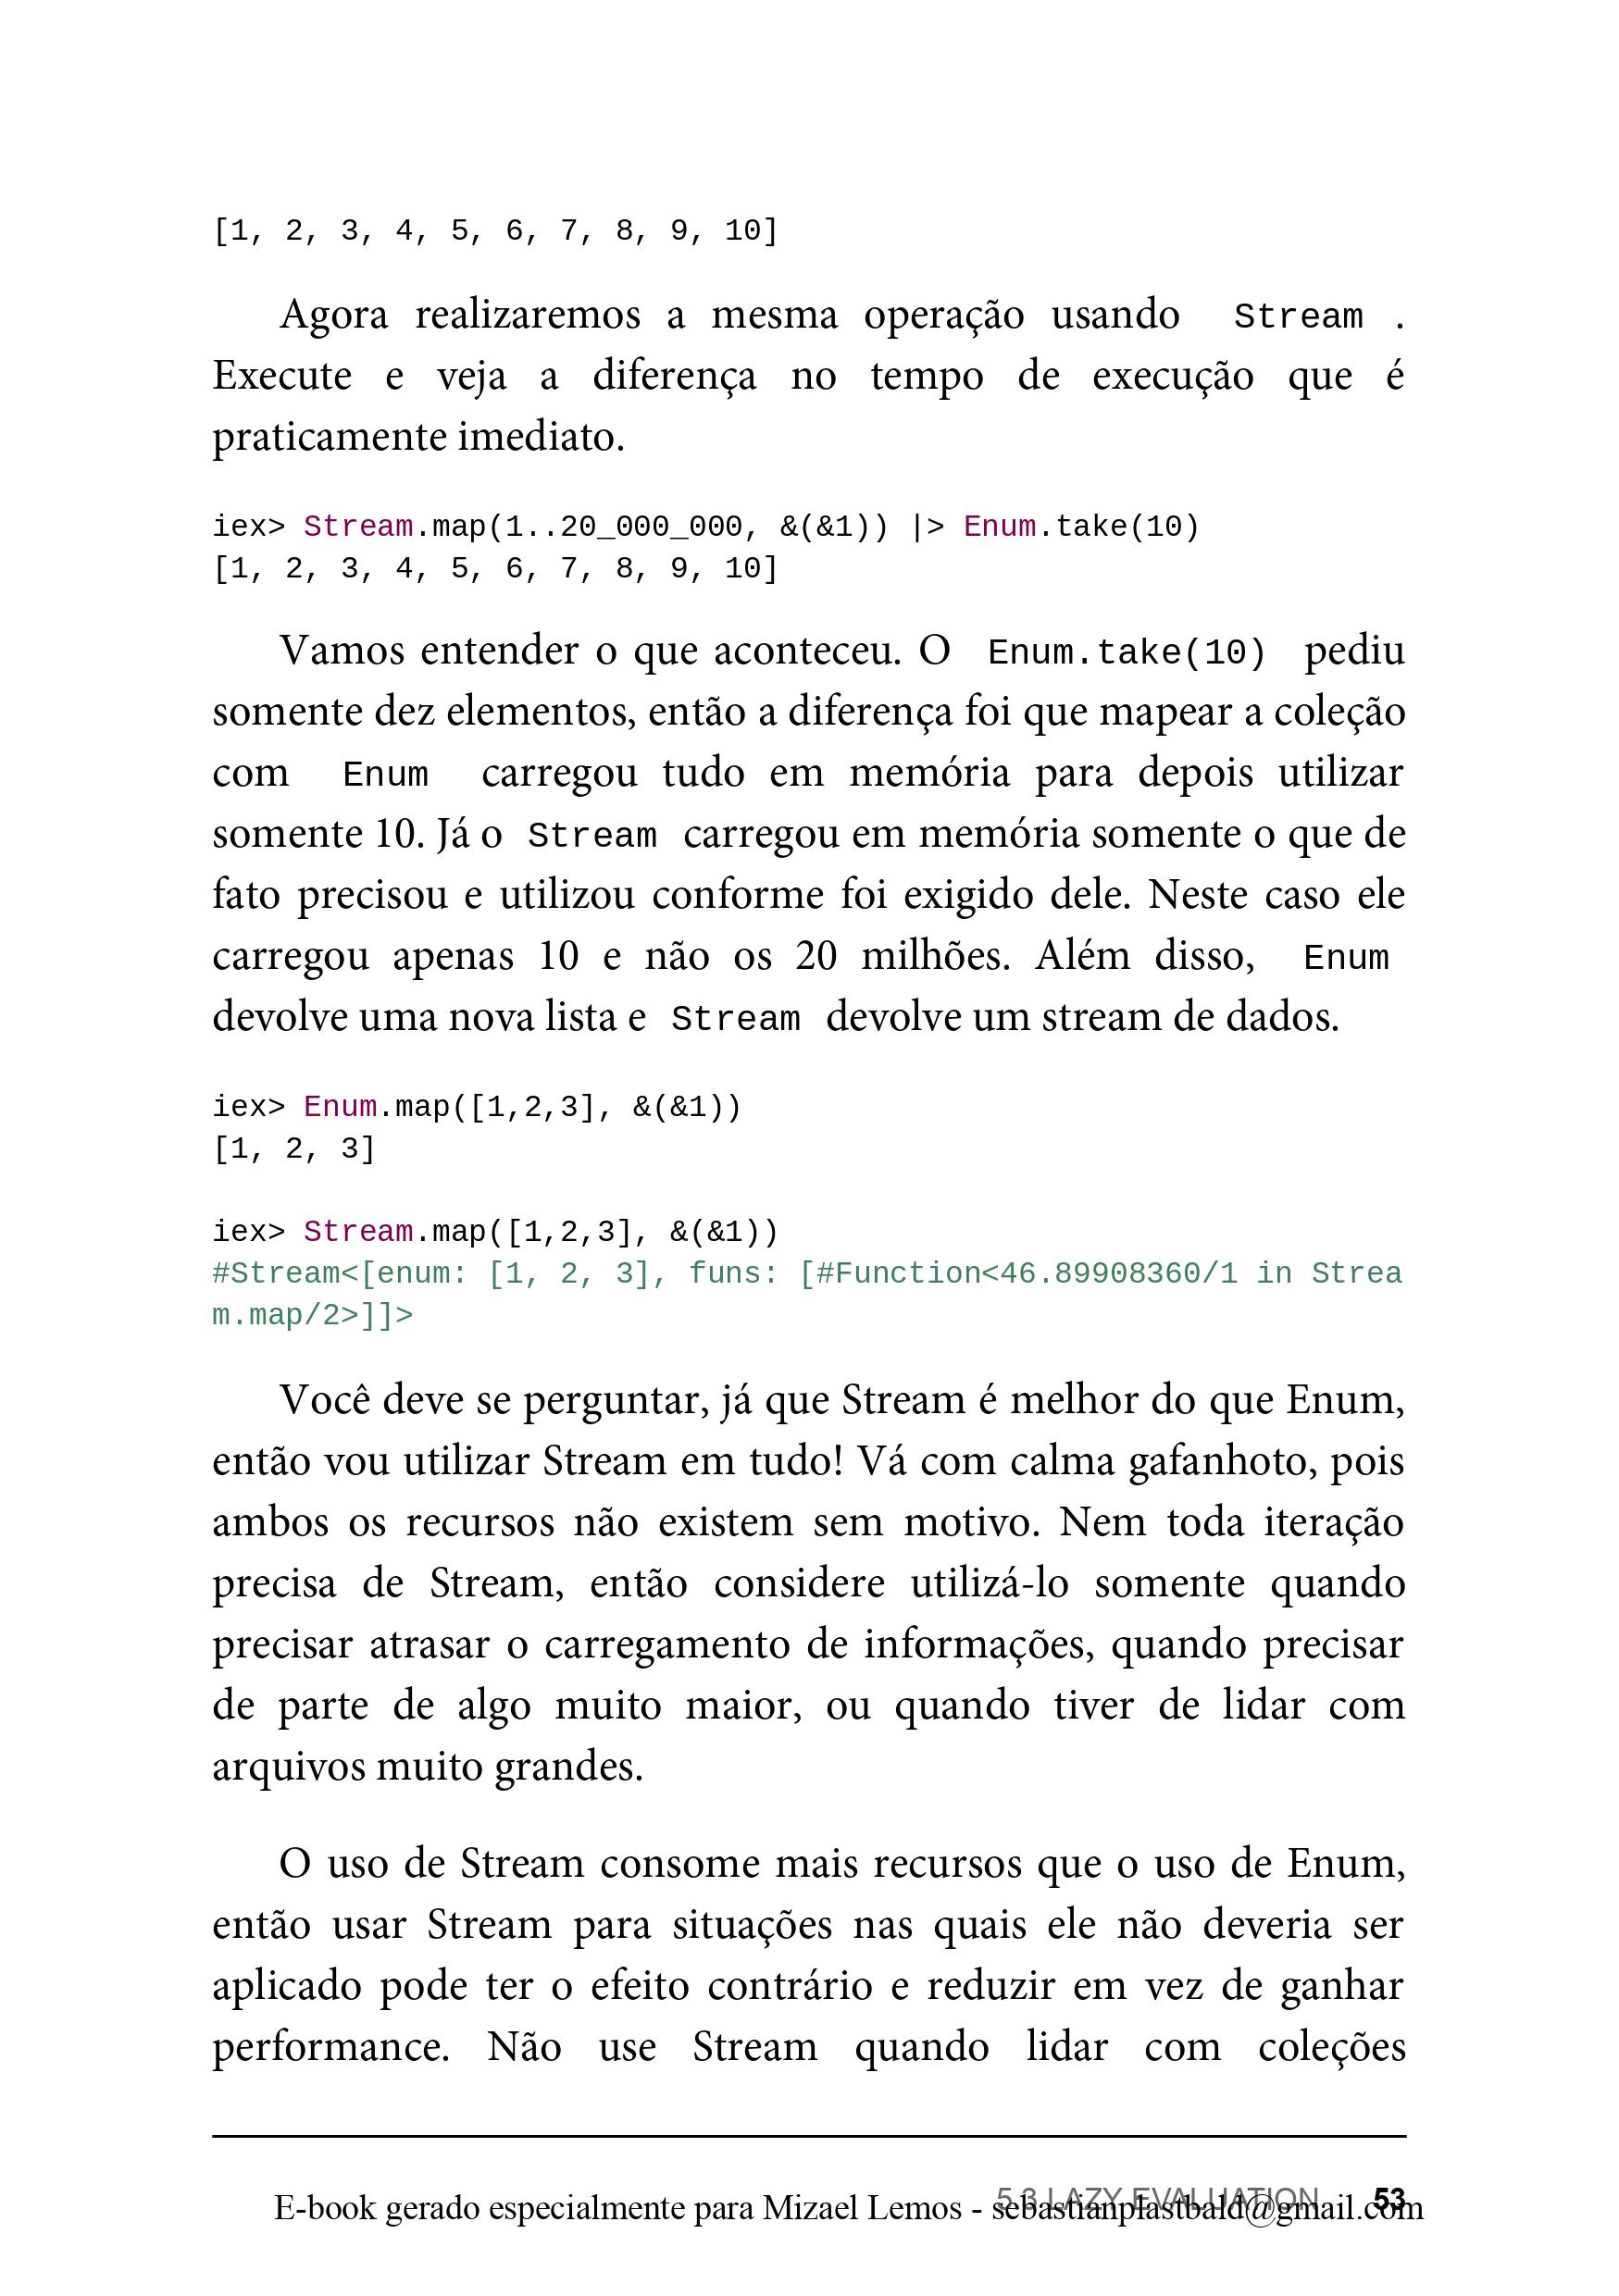 [1, 2, 3, 4, 5, 6, 7, 8, 9, 10]
Agora realizaremos a mesma operação usando Stream .
Execute e veja a diferença no tempo de execução que é
praticamente imediato.
iex> Stream.map(1..20_000_000, &(&1)) |> Enum.take(10)
[1, 2, 3, 4, 5, 6, 7, 8, 9, 10]
Vamos entender o que aconteceu. O Enum.take(10) pediu
somente dez elementos, então a diferença foi que mapear a coleção
com Enum carregou tudo em memória para depois utilizar
somente 10. Já o Stream carregou em memória somente o que de
fato precisou e utilizou conforme foi exigido dele. Neste caso ele
carregou apenas 10 e não os 20 milhões. Além disso, Enum
devolve uma nova lista e Stream devolve um stream de dados.
iex> Enum.map([1,2,3], &(&1))
[1, 2, 3]
iex> Stream.map([1,2,3], &(&1))
#Stream<[enum: [1, 2, 3], funs: [#Function<46.89908360/1 in Strea
m.map/2>]]>
Você deve se perguntar, já que Stream é melhor do que Enum,
então vou utilizar Stream em tudo! Vá com calma gafanhoto, pois
ambos os recursos não existem sem motivo. Nem toda iteração
precisa de Stream, então considere utilizá-lo somente quando
precisar atrasar o carregamento de informações, quando precisar
de parte de algo muito maior, ou quando tiver de lidar com
arquivos muito grandes.
O uso de Stream consome mais recursos que o uso de Enum,
então usar Stream para situações nas quais ele não deveria ser
aplicado pode ter o efeito contrário e reduzir em vez de ganhar
performance. Não use Stream quando lidar com coleções
5.3 LAZY EVALUATION 53
E-book gerado especialmente para Mizael Lemos - sebastianplastbald@gmail.com